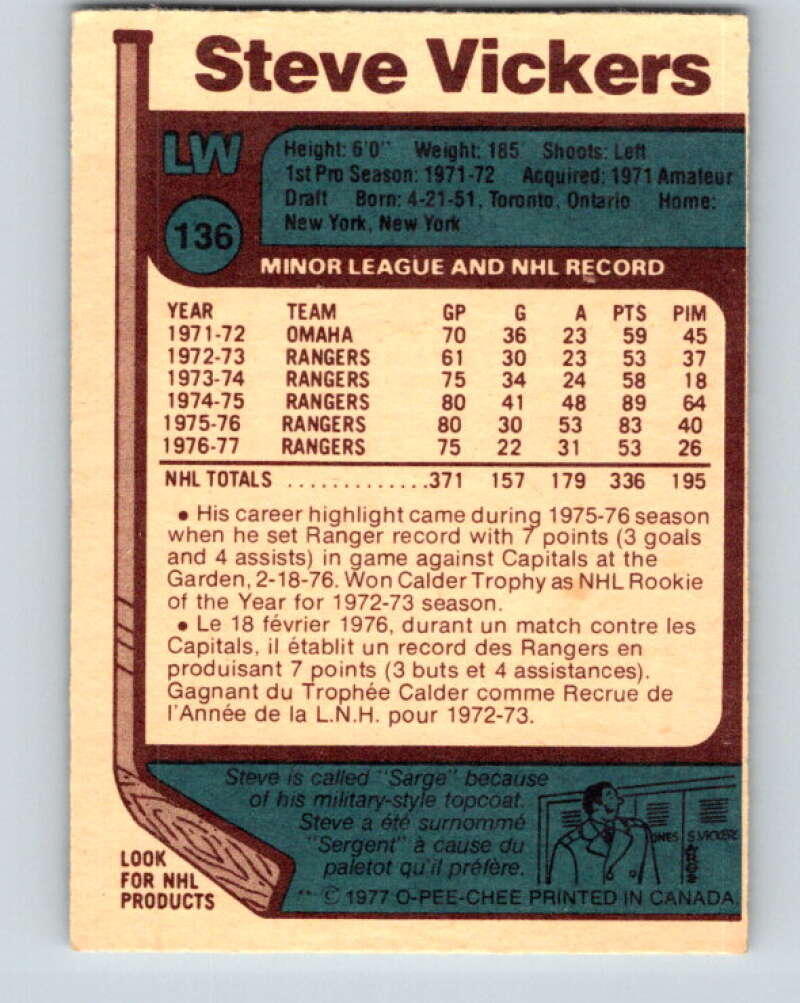 Steve Vickers
LW
136
Height: 6'0" Weight: 185 Shoots: Left
1st Pro Season: 1971-72 Acquired: 1971 Amateur
Draft Born: 4-21-51, Toronto, Ontario Home:
New York, New York
MINOR LEAGUE AND NHL RECORD
YEAR TEAM GP G A PTS PIM
1971-72 OMAHA 70 36 23 59 45
1972-73 RANGERS 61 30 23 53 37
1973-74 RANGERS 75 34 24 58 18
1974-75 RANGERS 80 41 48 89 64
1975-76 RANGERS 80 30 53 83 40
1976-77 RANGERS 75 22 31 53 26
NHL TOTALS .............371 157 179 336 195
• His career highlight came during 1975-76 season
when he set Ranger record with 7 points (3 goals
and 4 assists) in game against Capitals at the
Garden, 2-18-76. Won Calder Trophy as NHL Rookie
of the Year for 1972-73 season.
• Le 18 février 1976, durant un match contre les
Capitals, il établit un record des Rangers en
produisant 7 points (3 buts et 4 assistances).
Gagnant du Trophée Calder comme Recrue de
l'Année de la L.N.H. pour 1972-73.
Steve is called "Sarge" because
of his military-style topcoat.
Steve a été surnommé
"Sergent" à cause du
paletot qu'il préfère.
S. VICKERS
LOOK
FOR NHL
PRODUCTS
** © 1977 O-PEE-CHEE PRINTED IN CANADA